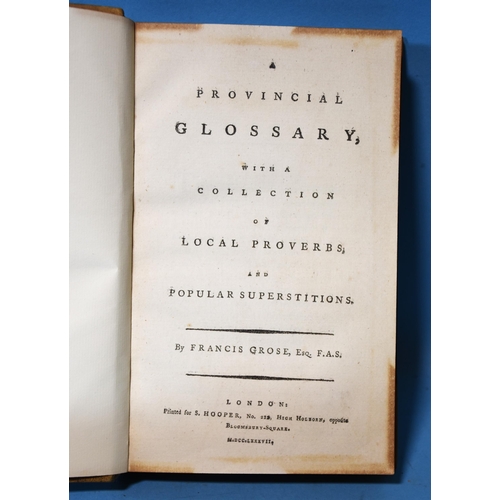 A
PROVINCIAL
GLOSSARY,
WITH A
COLLECTION
OF
LOCAL PROVERBS,
AND
POPULAR SUPERSTITIONS.
By FRANCIS GROSE, Esq. F.A.S.
LONDON:
Printed for S. HOOPER, No. 212, High Holborn, opposite
Bloomsbury-Square.
M.DCC.LXXXVII.